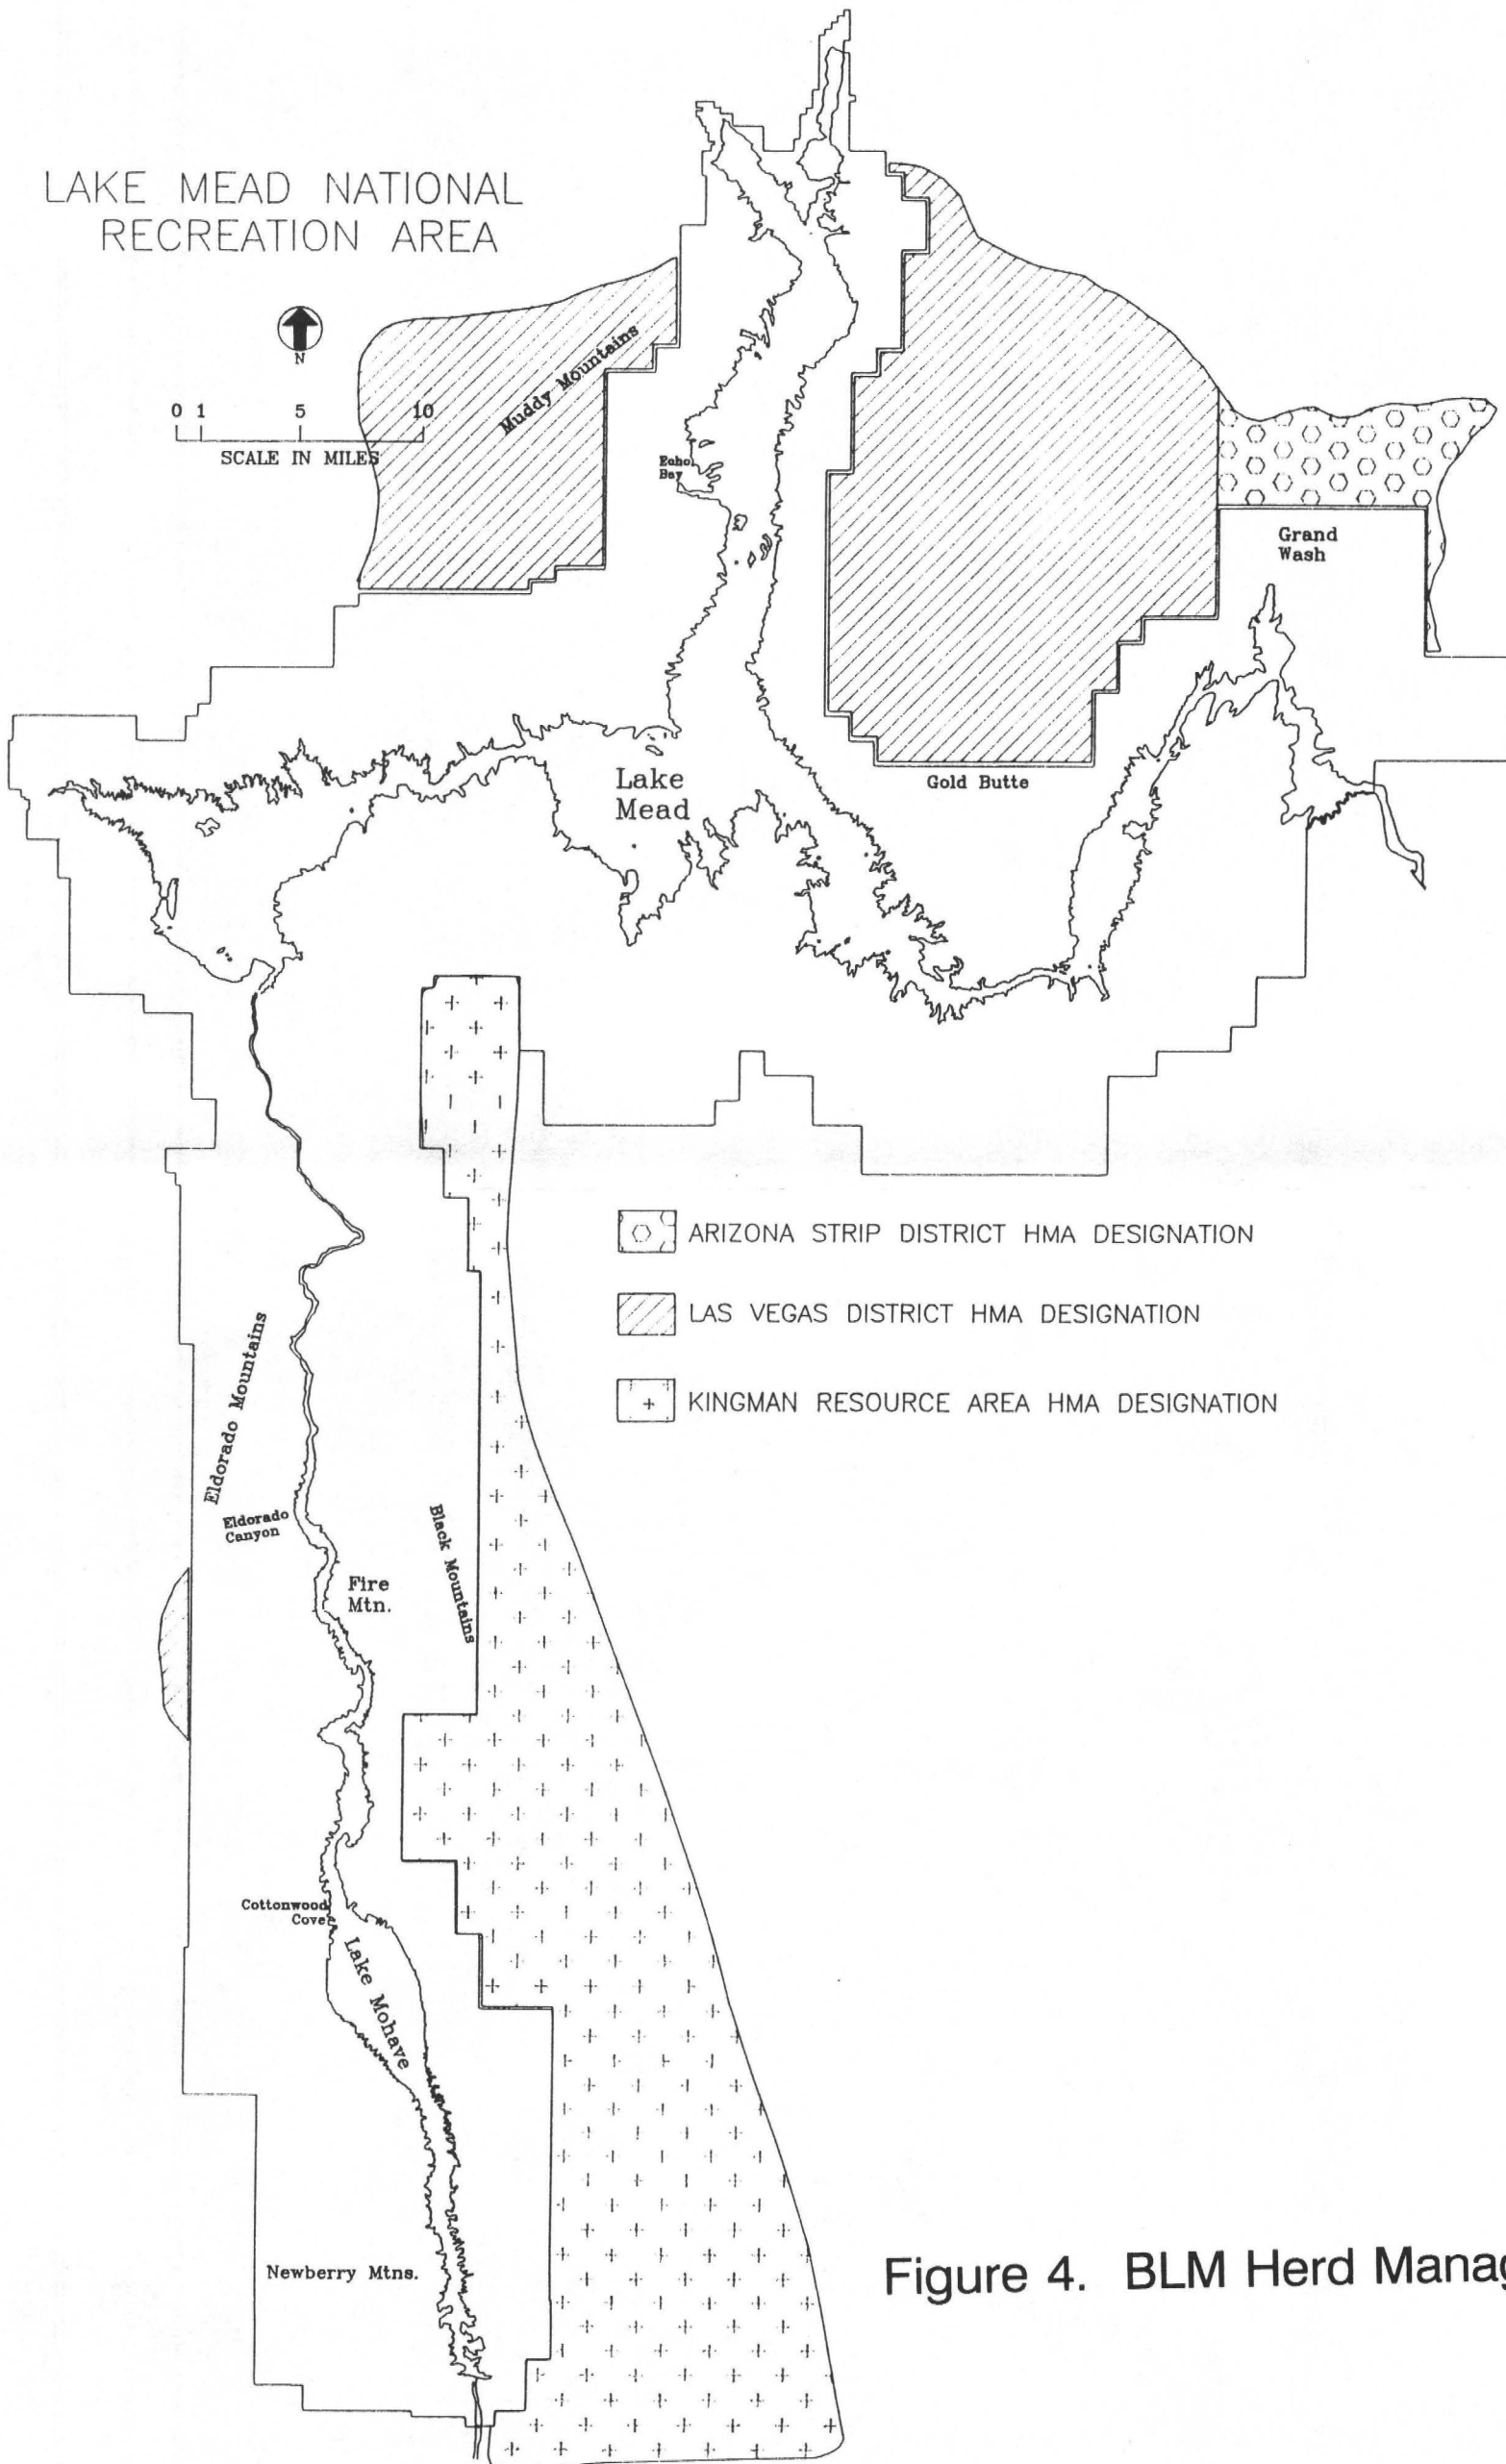 LAKE MEAD NATIONAL
RECREATION AREA
N
0 1 5 10
SCALE IN MILES
Muddy Mountains
Echo
Bay
Grand
Wash
Lake
Mead
Gold Butte
ARIZONA STRIP DISTRICT HMA DESIGNATION
LAS VEGAS DISTRICT HMA DESIGNATION
KINGMAN RESOURCE AREA HMA DESIGNATION
Eldorado Mountains
Eldorado
Canyon
Black Mountains
Fire
Mtn.
Cottonwood
Cove
Lake Mohave
Newberry Mtns.
Figure 4. BLM Herd Manag